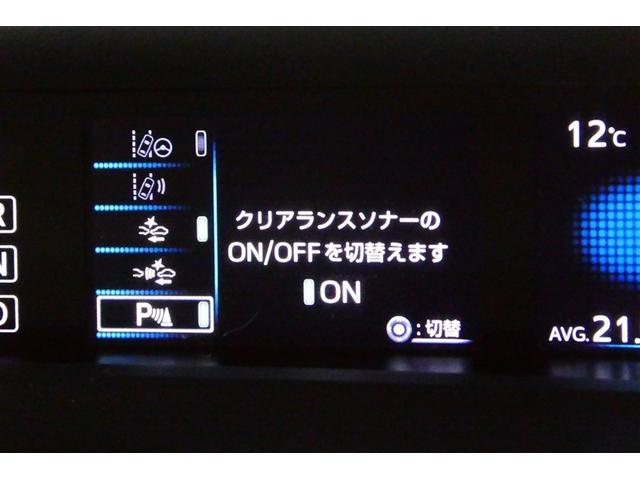 クリアランスソナーの
ON/OFFを切替えます
ON
:切替
P
R
N
D
12℃
AVG.21.